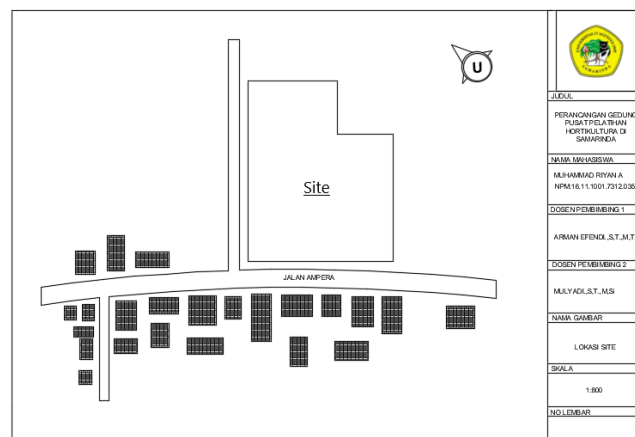 U
Site
JALAN AMPERA
JUDUL
PERANCANGAN GEDUNG
PUSAT PELATIHAN
HORTIKULTURA DI
SAMARINDA
NAMA MAHASISWA
MUHAMMAD RIYAN A
NPM:16.11.1001.7312.035
DOSEN PEMBIMBING 1
ARMAN EFENDI.,S,T.,M,T
DOSEN PEMBIMBING 2
MULYADI.,S,T.,M,Si
NAMA GAMBAR
LOKASI SITE
SKALA
1:800
NO LEMBAR